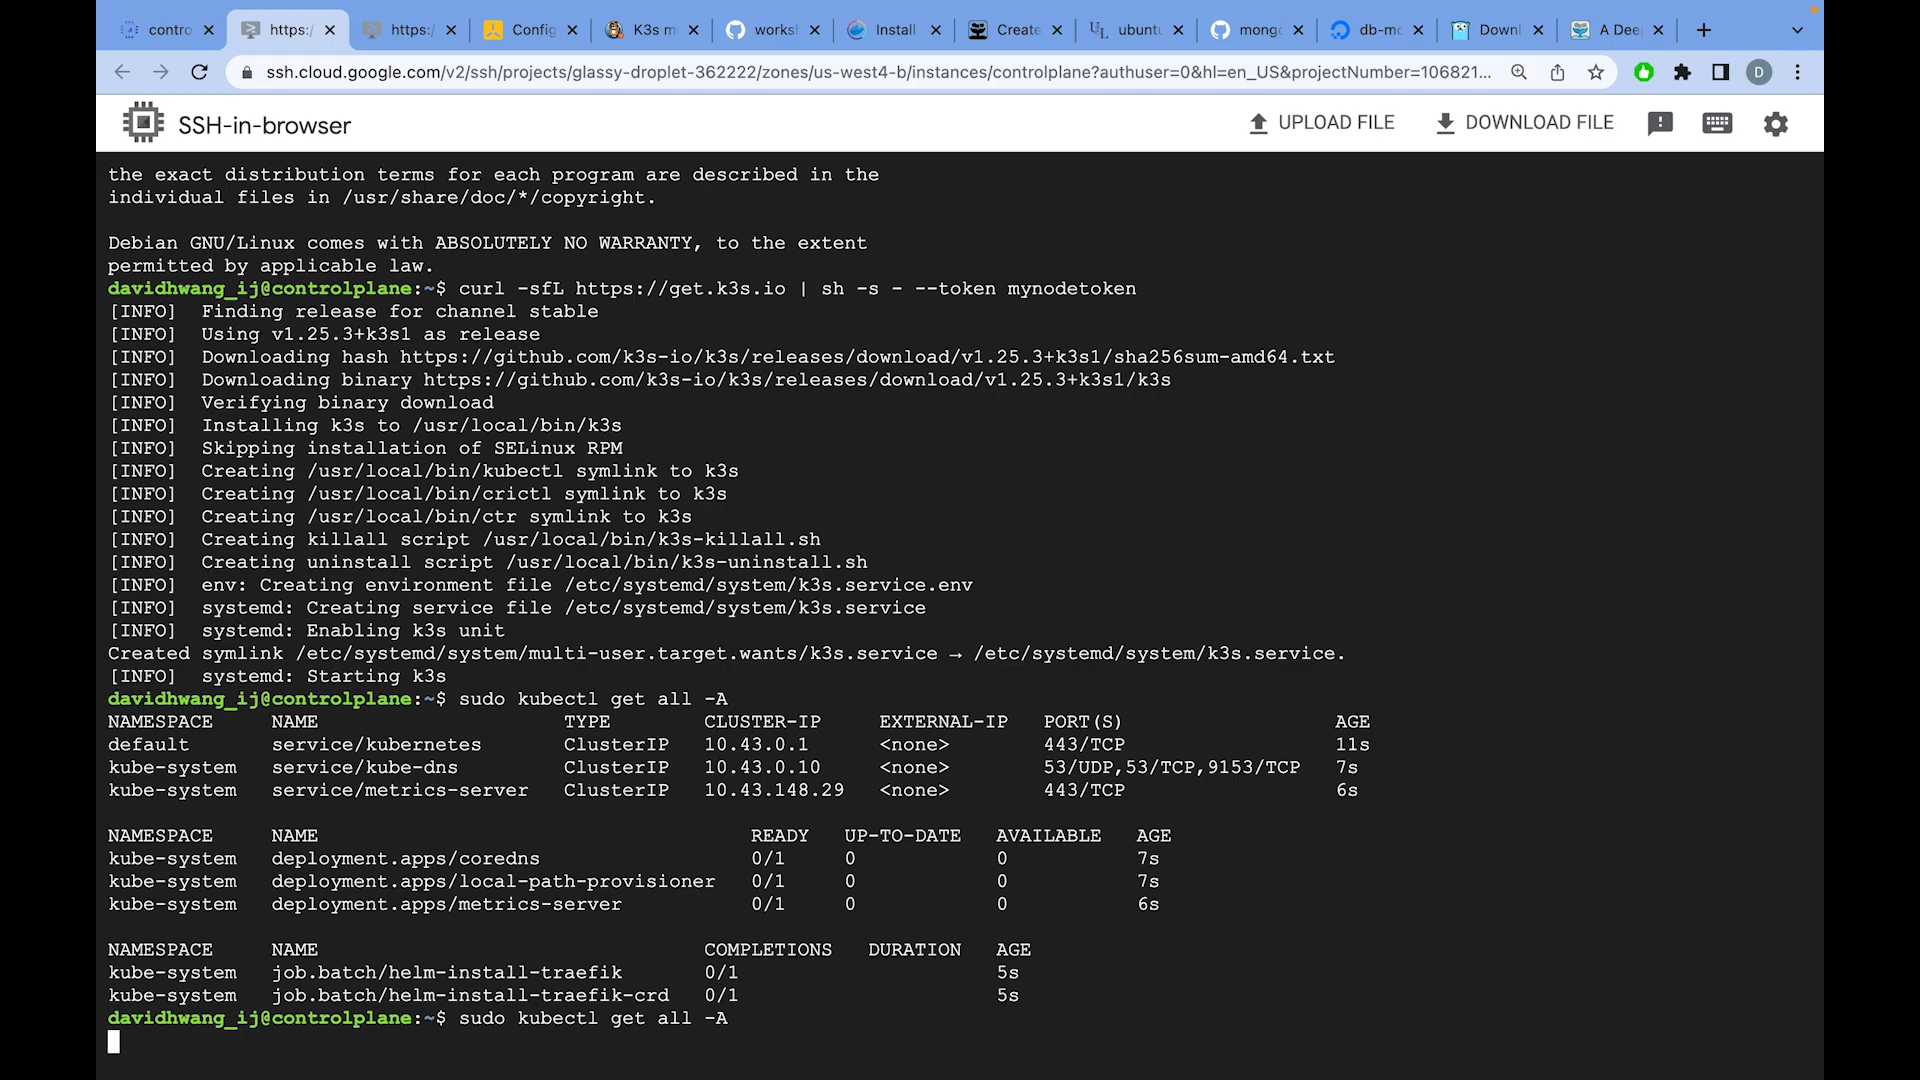 contro
https:/
https:/
Config
K3s m
works
Install
Create
ubuntu
mong
db-mo
Downl
A Dee
ssh.cloud.google.com/v2/ssh/projects/glassy-droplet-362222/zones/us-west4-b/instances/controlplane?authuser=0&hl=en_US&projectNumber=106821...
D
SSH-in-browser
UPLOAD FILE
DOWNLOAD FILE
the exact distribution terms for each program are described in the
individual files in /usr/share/doc/*/copyright.
Debian GNU/Linux comes with ABSOLUTELY NO WARRANTY, to the extent
permitted by applicable law.
davidhwang_ij@controlplane:~$ curl -sfL https://get.k3s.io | sh -s - --token mynodetoken
[INFO]  Finding release for channel stable
[INFO]  Using v1.25.3+k3s1 as release
[INFO]  Downloading hash https://github.com/k3s-io/k3s/releases/download/v1.25.3+k3s1/sha256sum-amd64.txt
[INFO]  Downloading binary https://github.com/k3s-io/k3s/releases/download/v1.25.3+k3s1/k3s
[INFO]  Verifying binary download
[INFO]  Installing k3s to /usr/local/bin/k3s
[INFO]  Skipping installation of SELinux RPM
[INFO]  Creating /usr/local/bin/kubectl symlink to k3s
[INFO]  Creating /usr/local/bin/crictl symlink to k3s
[INFO]  Creating /usr/local/bin/ctr symlink to k3s
[INFO]  Creating killall script /usr/local/bin/k3s-killall.sh
[INFO]  Creating uninstall script /usr/local/bin/k3s-uninstall.sh
[INFO]  env: Creating environment file /etc/systemd/system/k3s.service.env
[INFO]  systemd: Creating service file /etc/systemd/system/k3s.service
[INFO]  systemd: Enabling k3s unit
Created symlink /etc/systemd/system/multi-user.target.wants/k3s.service → /etc/systemd/system/k3s.service.
[INFO]  systemd: Starting k3s
davidhwang_ij@controlplane:~$ sudo kubectl get all -A
NAMESPACE     NAME                     TYPE        CLUSTER-IP     EXTERNAL-IP   PORT(S)                  AGE
default       service/kubernetes       ClusterIP   10.43.0.1      <none>        443/TCP                  11s
kube-system   service/kube-dns         ClusterIP   10.43.0.10     <none>        53/UDP,53/TCP,9153/TCP   7s
kube-system   service/metrics-server   ClusterIP   10.43.148.29   <none>        443/TCP                  6s
NAMESPACE     NAME                                     READY   UP-TO-DATE   AVAILABLE   AGE
kube-system   deployment.apps/coredns                  0/1     0            0           7s
kube-system   deployment.apps/local-path-provisioner   0/1     0            0           7s
kube-system   deployment.apps/metrics-server           0/1     0            0           6s
NAMESPACE     NAME                                 COMPLETIONS   DURATION   AGE
kube-system   job.batch/helm-install-traefik       0/1                      5s
kube-system   job.batch/helm-install-traefik-crd   0/1                      5s
davidhwang_ij@controlplane:~$ sudo kubectl get all -A